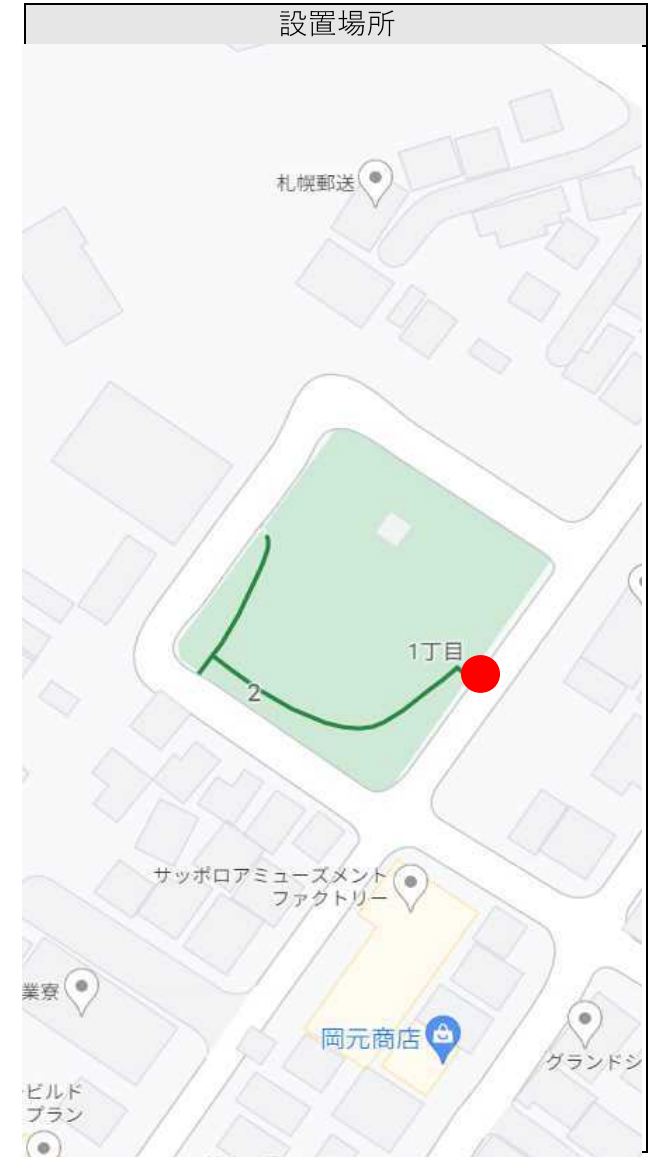 設置場所
札幌郵送
1丁目
2
サッポロアミューズメント
ファクトリー
業寮
岡元商店
グランドシ
ビルド
プラン